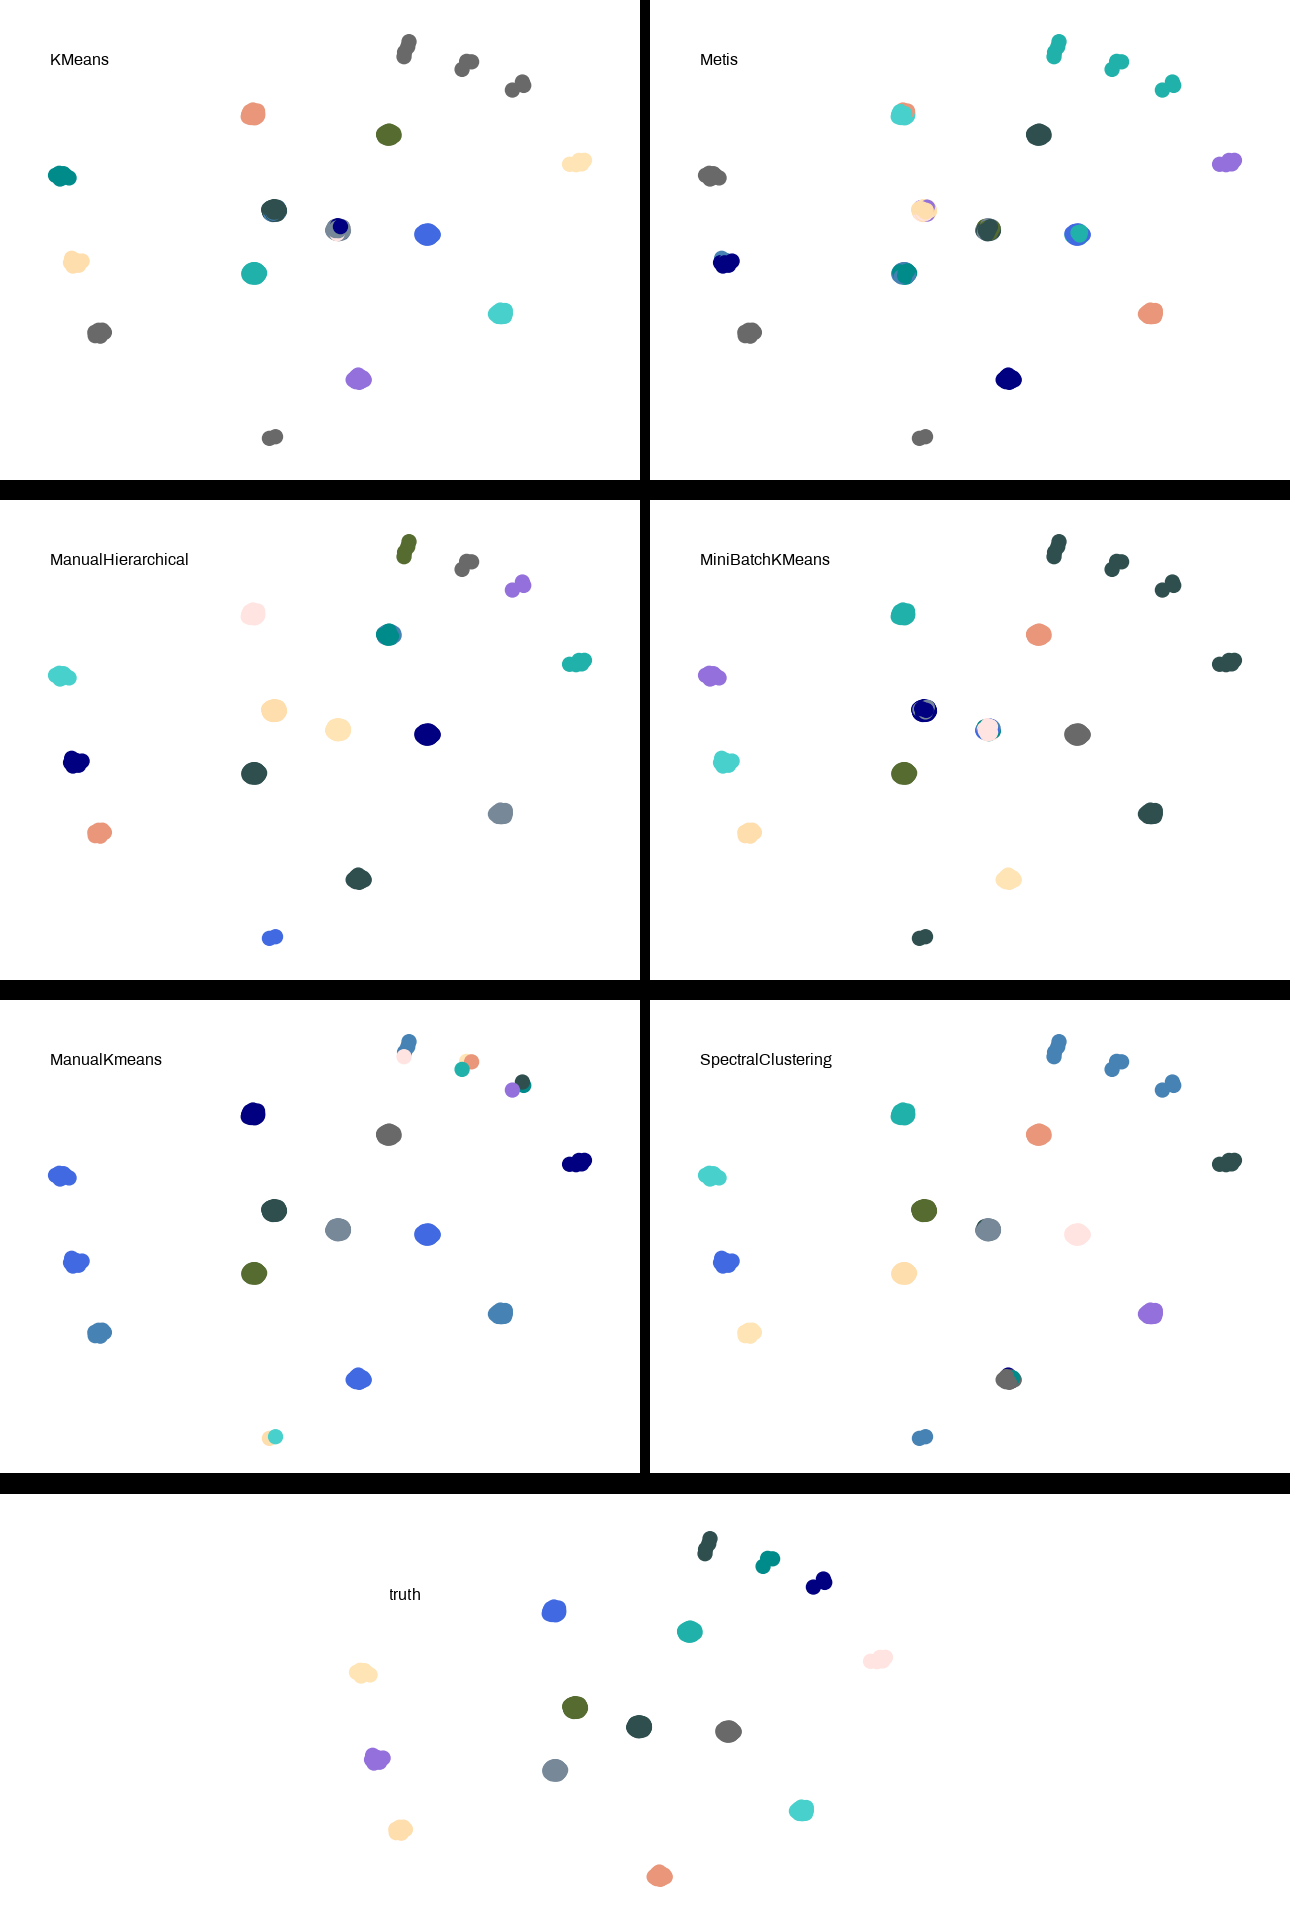 KMeans
Metis
ManualHierarchical
MiniBatchKMeans
ManualKmeans
SpectralClustering
truth